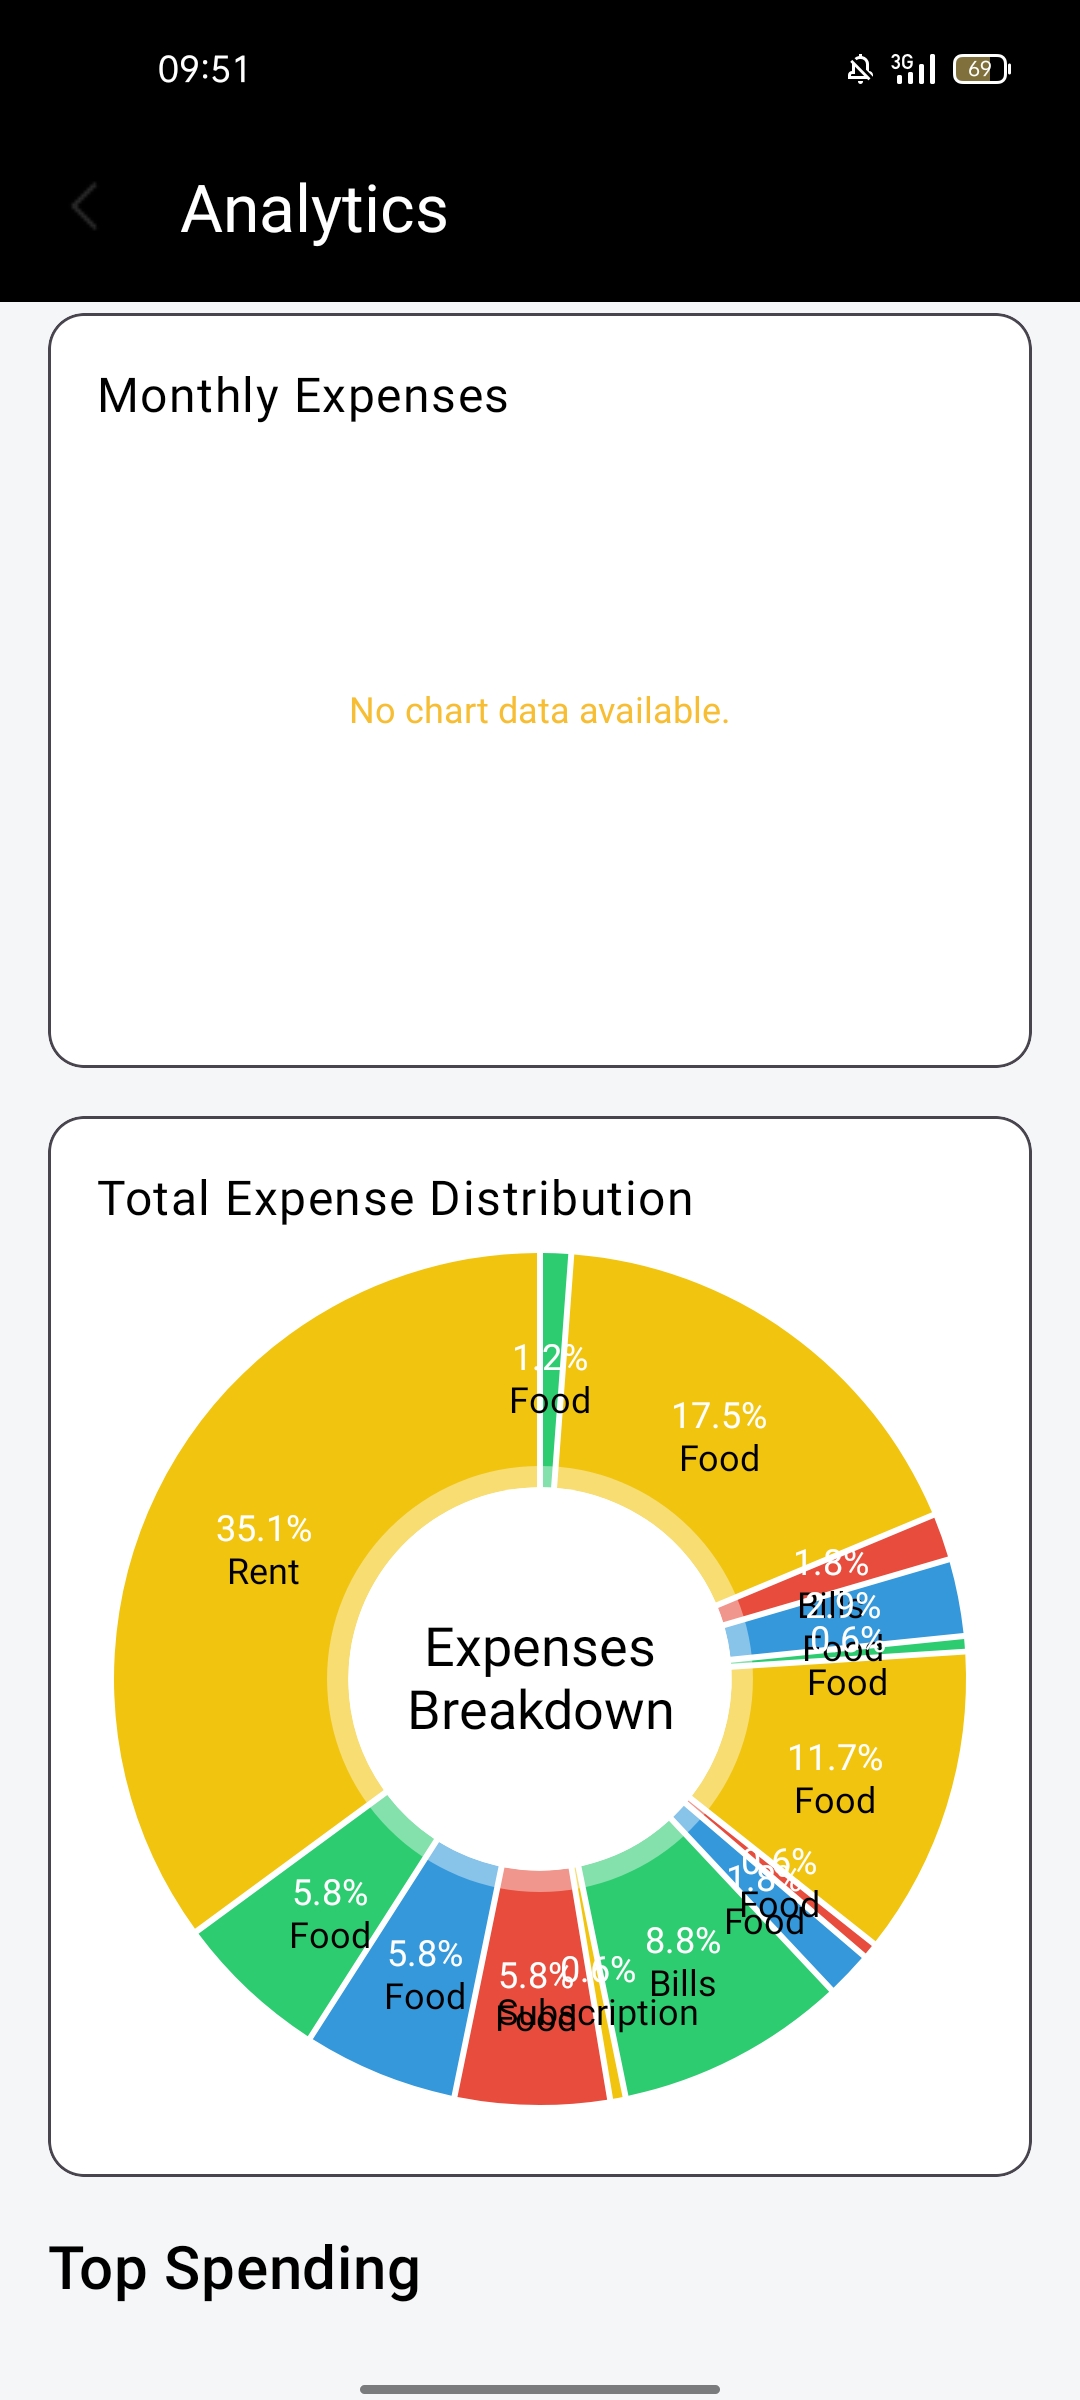 09:51
3G
69
Analytics
Monthly Expenses
No chart data available.
Total Expense Distribution
1.2%
Food
17.5%
Food
35.1%
Rent
1.8%
Bills
2.9%
Food
0.6%
Food
Expenses
Breakdown
11.7%
Food
0.6%
Food
1.8%
Food
5.8%
Food
5.8%
Food
5.8%
Food
0.6%
Subscription
8.8%
Bills
Top Spending